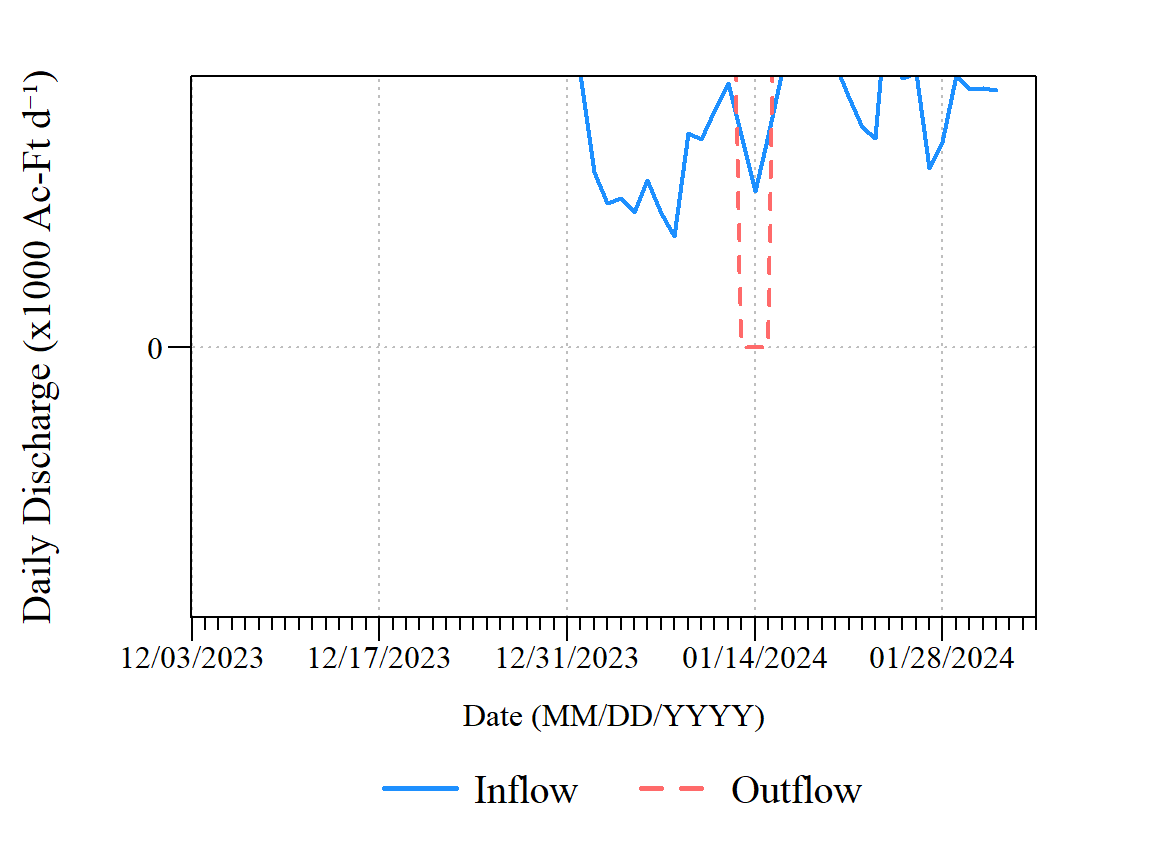 Daily Discharge (x1000 Ac-Ft d⁻¹)
0
12/03/2023 12/17/2023 12/31/2023 01/14/2024 01/28/2024
Date (MM/DD/YYYY)
Inflow Outflow